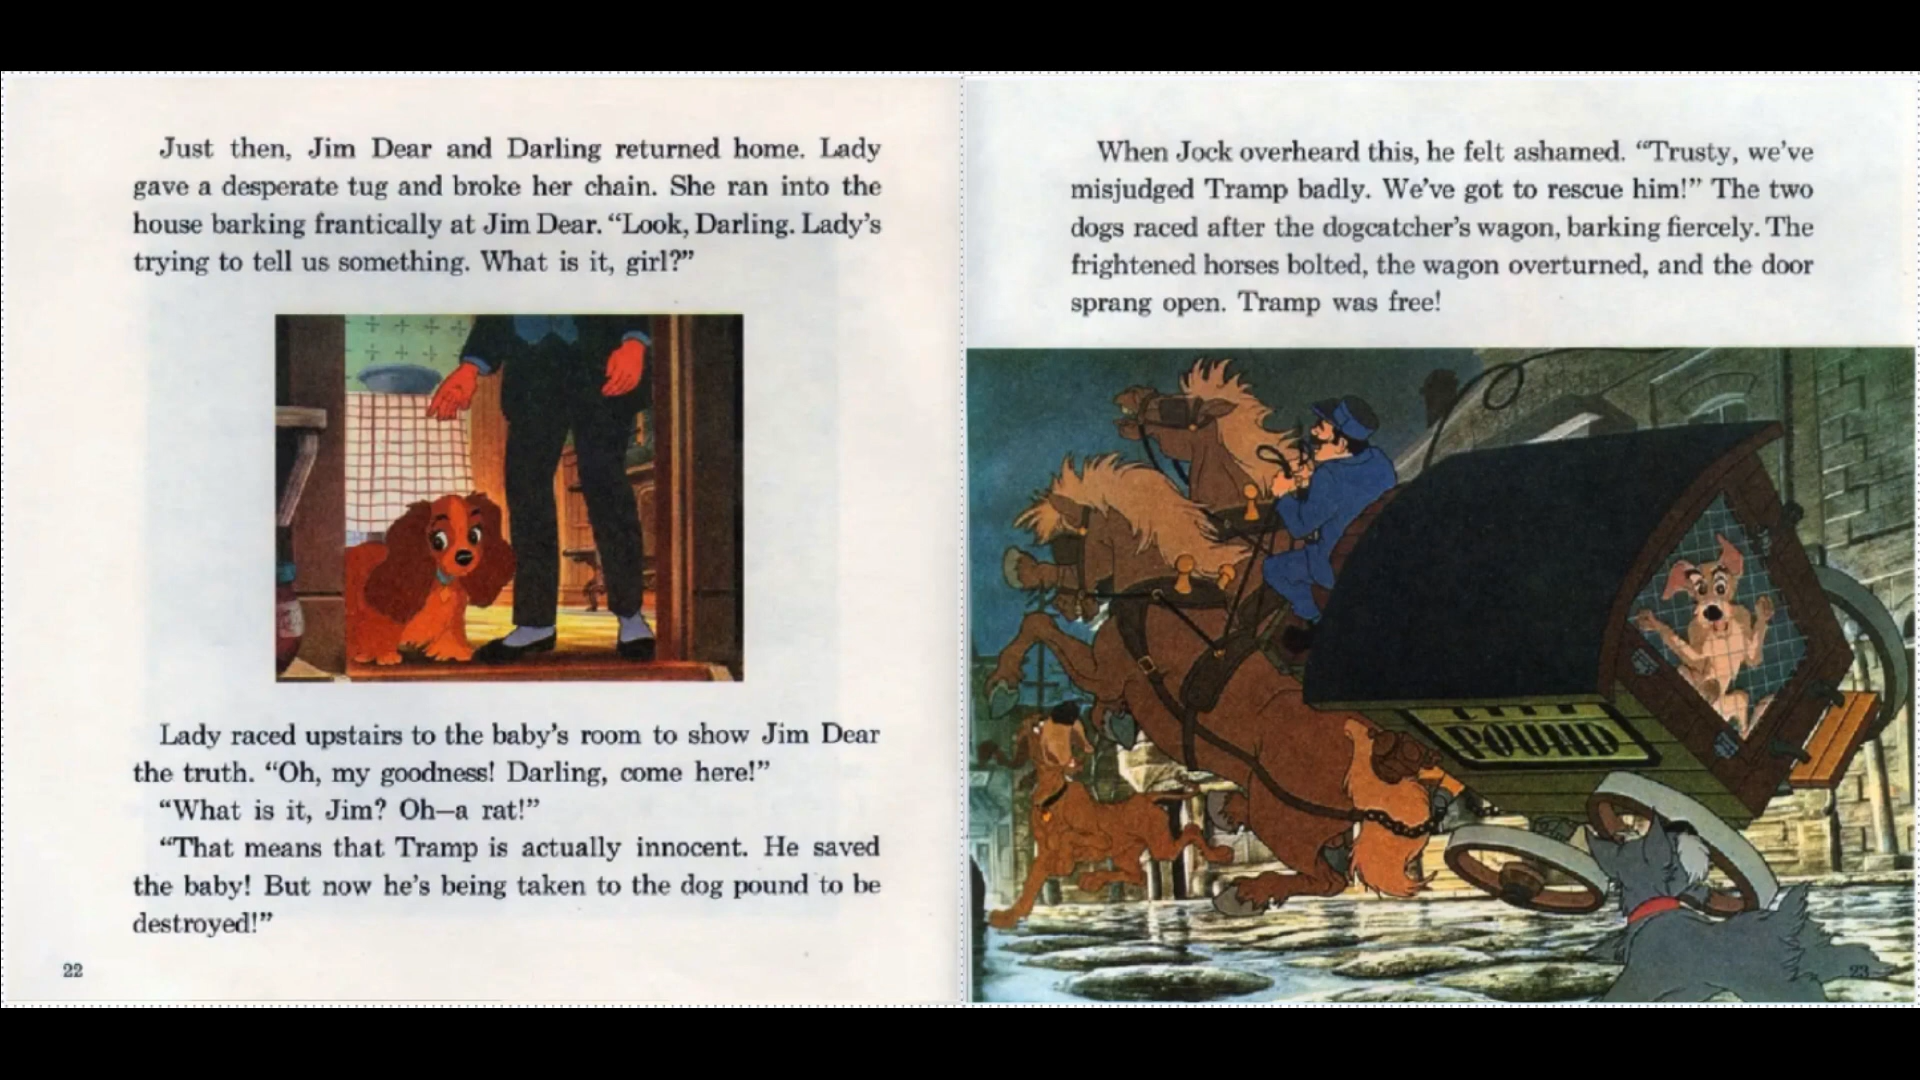 Just then, Jim Dear and Darling returned home. Lady
gave a desperate tug and broke her chain. She ran into the
house barking frantically at Jim Dear. “Look, Darling. Lady’s
trying to tell us something. What is it, girl?”
Lady raced upstairs to the baby’s room to show Jim Dear
the truth. “Oh, my goodness! Darling, come here!”
“What is it, Jim? Oh—a rat!”
“That means that Tramp is actually innocent. He saved
the baby! But now he’s being taken to the dog pound to be
destroyed!”
22
When Jock overheard this, he felt ashamed. “Trusty, we’ve
misjudged Tramp badly. We’ve got to rescue him!” The two
dogs raced after the dogcatcher’s wagon, barking fiercely. The
frightened horses bolted, the wagon overturned, and the door
sprang open. Tramp was free!
CITY
POUND
23